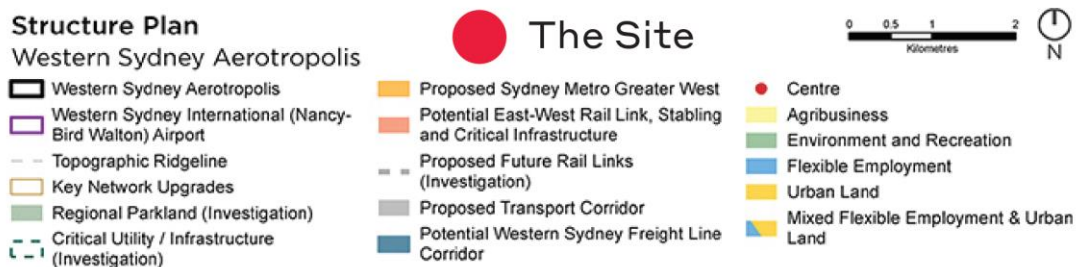 Structure Plan
Western Sydney Aerotropolis
The Site
0 0.5 1 2
Kilometres
N
Western Sydney Aerotropolis
Western Sydney International (Nancy-
Bird Walton) Airport
Topographic Ridgeline
Key Network Upgrades
Regional Parkland (Investigation)
Critical Utility / Infrastructure
(Investigation)
Proposed Sydney Metro Greater West
Potential East-West Rail Link, Stabling
and Critical Infrastructure
Proposed Future Rail Links
(Investigation)
Proposed Transport Corridor
Potential Western Sydney Freight Line
Corridor
Centre
Agribusiness
Environment and Recreation
Flexible Employment
Urban Land
Mixed Flexible Employment & Urban
Land